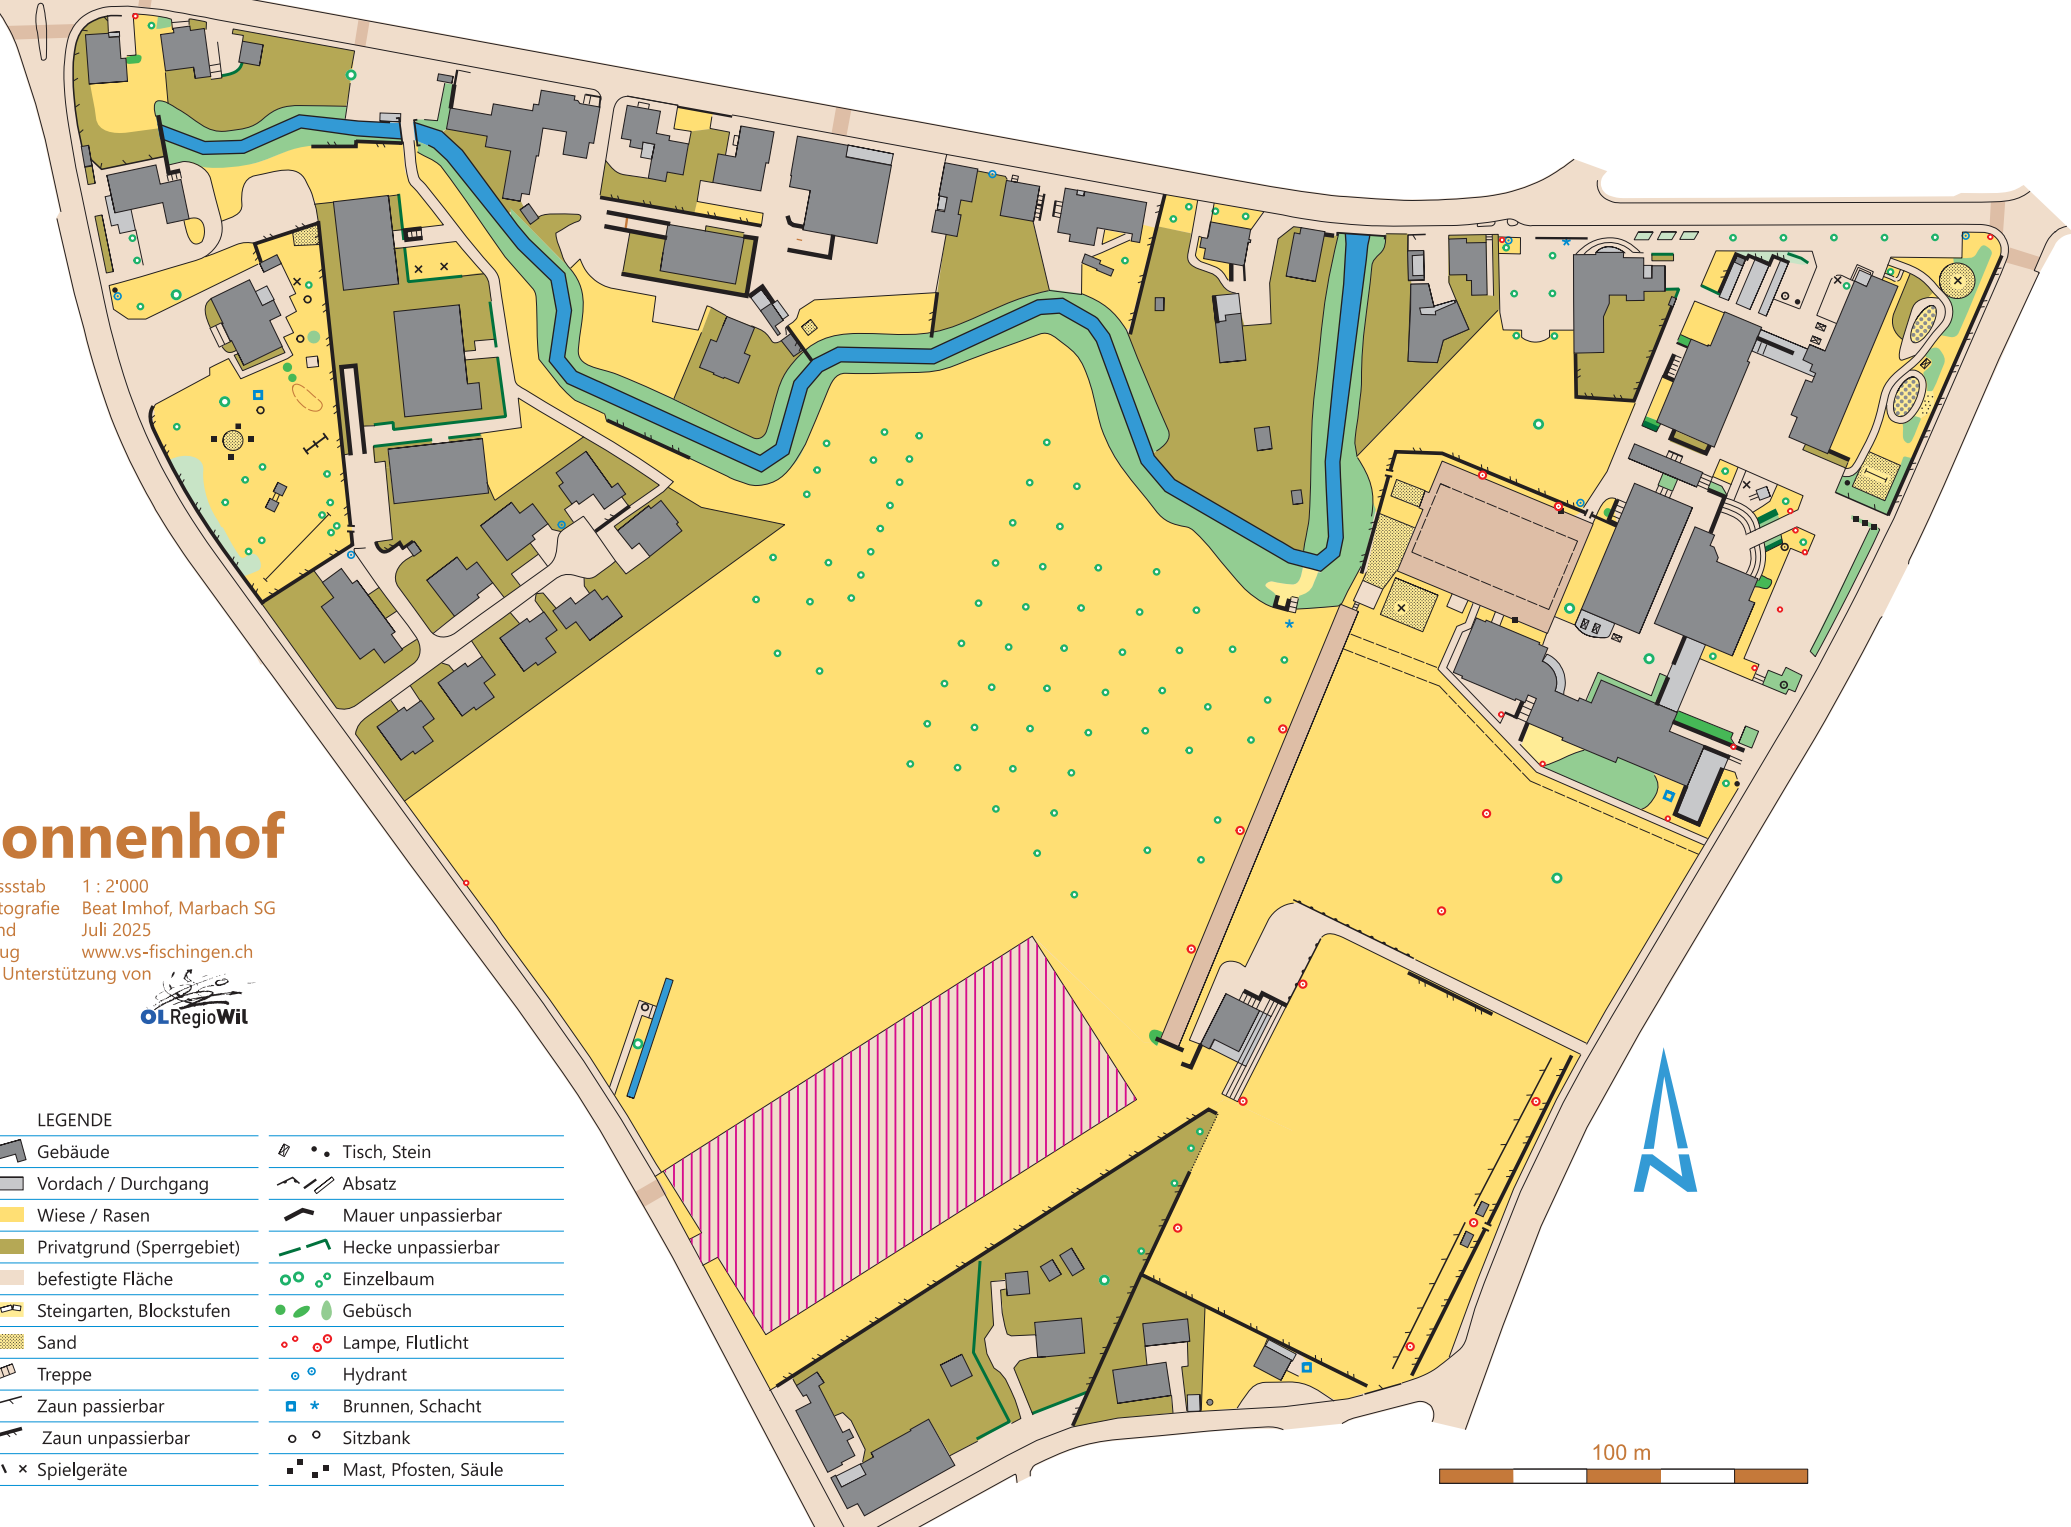 onnenhof
ssstab 1 : 2'000
tografie Beat Imhof, Marbach SG
nd Juli 2025
ug www.vs-fischingen.ch
Unterstützung von
OLRegioWil
LEGENDE
Gebäude
Vordach / Durchgang
Wiese / Rasen
Privatgrund (Sperrgebiet)
befestigte Fläche
Steingarten, Blockstufen
Sand
Treppe
Zaun passierbar
Zaun unpassierbar
Spielgeräte
Tisch, Stein
Absatz
Mauer unpassierbar
Hecke unpassierbar
Einzelbaum
Gebüsch
Lampe, Flutlicht
Hydrant
Brunnen, Schacht
Sitzbank
Mast, Pfosten, Säule
N
100 m